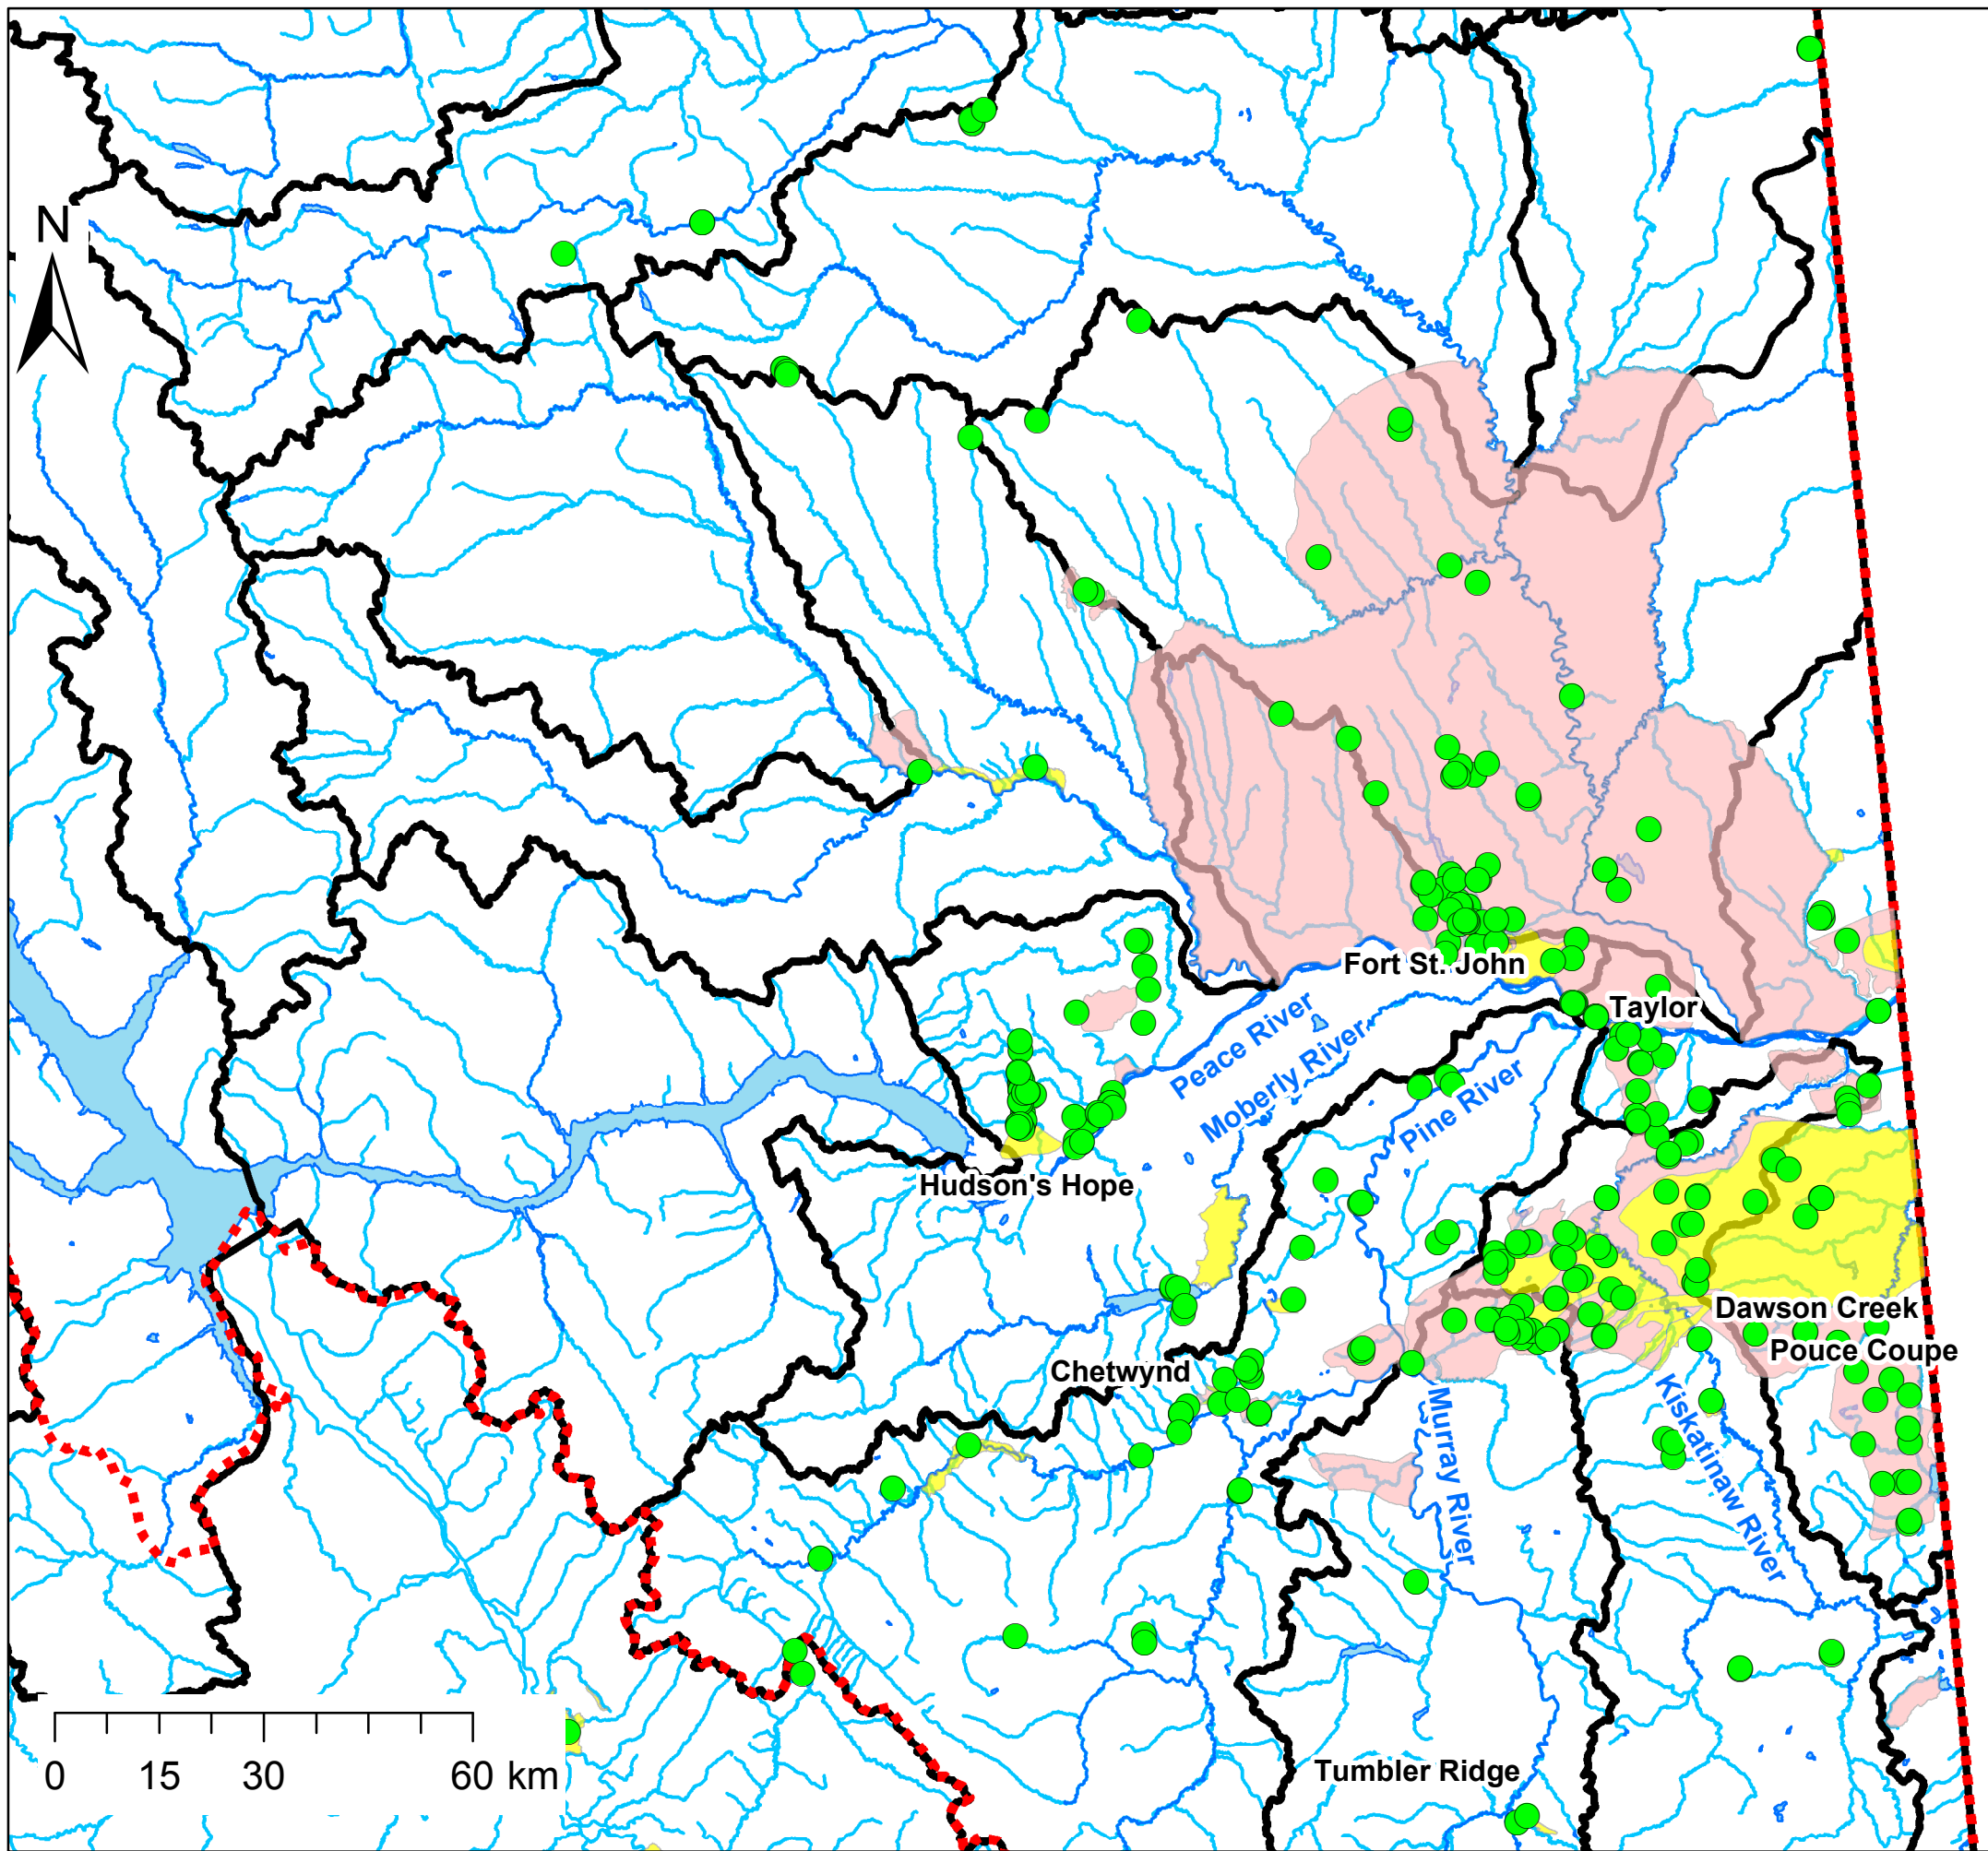 N
Fort St. John
Taylor
Peace River
Moberly River
Pine River
Hudson's Hope
Dawson Creek
Pouce Coupe
Chetwynd
Murray River
Kiskatinaw River
Tumbler Ridge
0 15 30 60 km